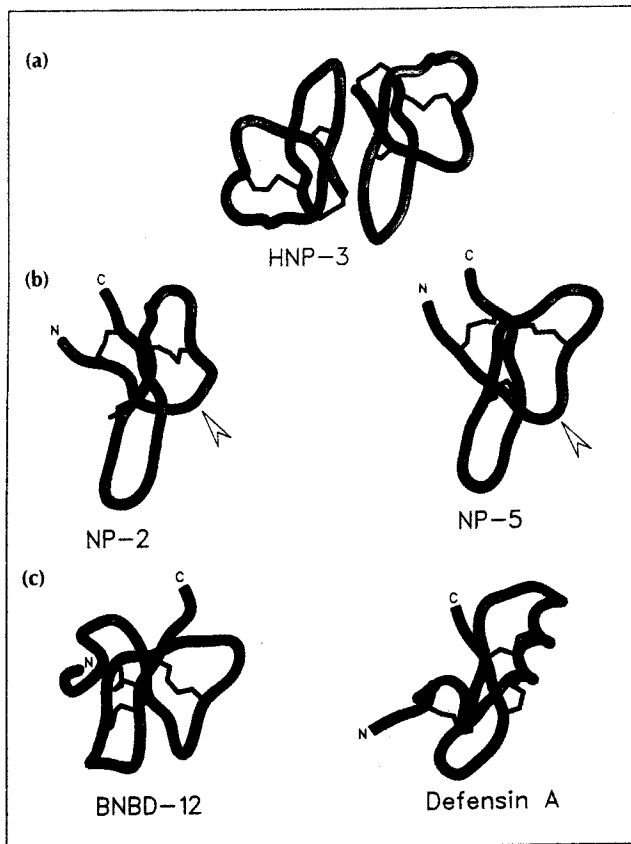 (a)
HNP-3
(b)
N C
NP-2
N C
NP-5
(c)
N C
BNBD-12
N C
Defensin A